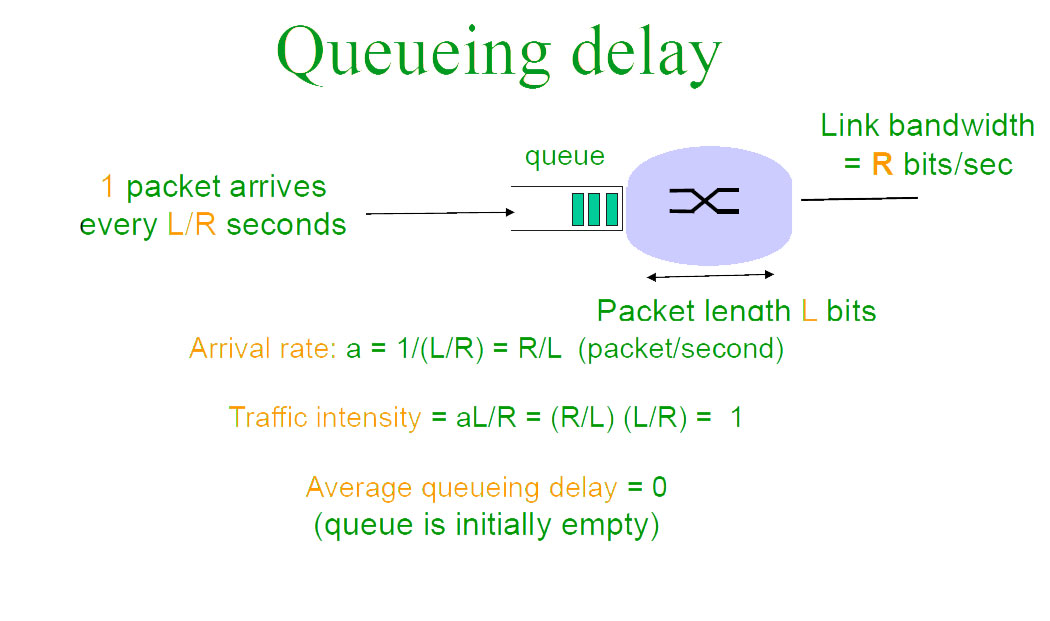 Queueing delay
Link bandwidth
= R bits/sec
queue
1 packet arrives
every L/R seconds
Packet length L bits
Arrival rate: a = 1/(L/R) = R/L (packet/second)
Traffic intensity = aL/R = (R/L) (L/R) = 1
Average queueing delay = 0
(queue is initially empty)